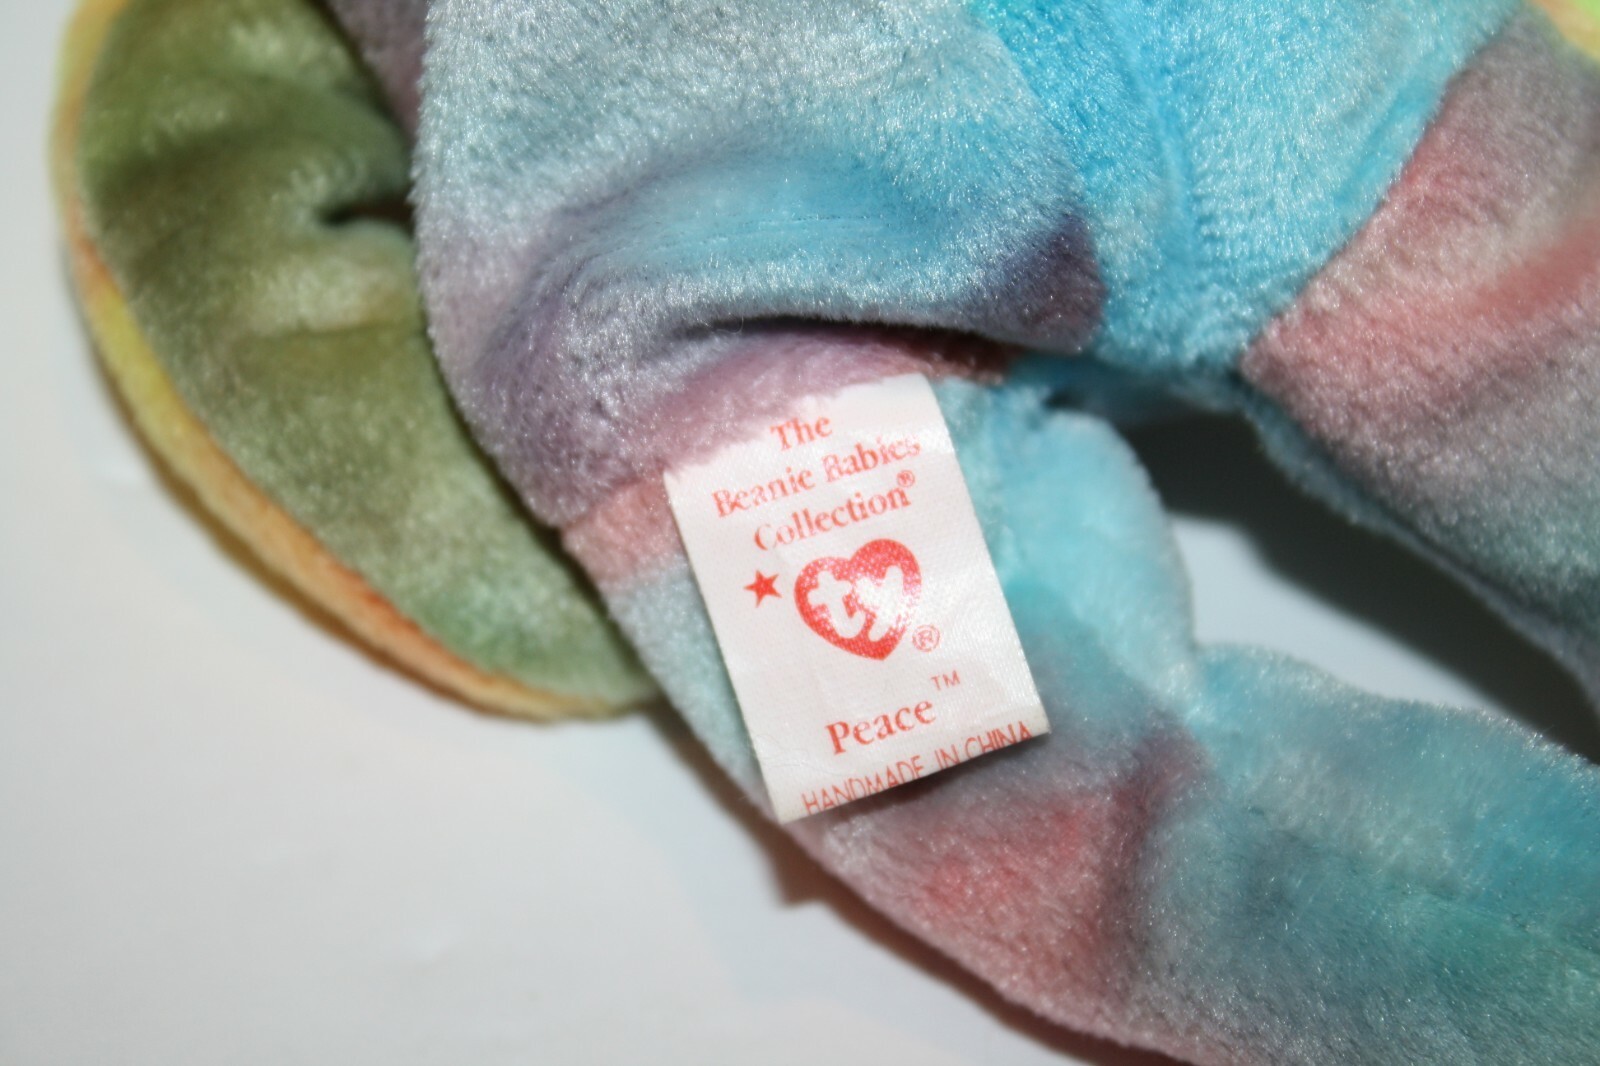 The
Beanie Babies
Collection®
★ ty®
Peace™
HANDMADE IN CHINA